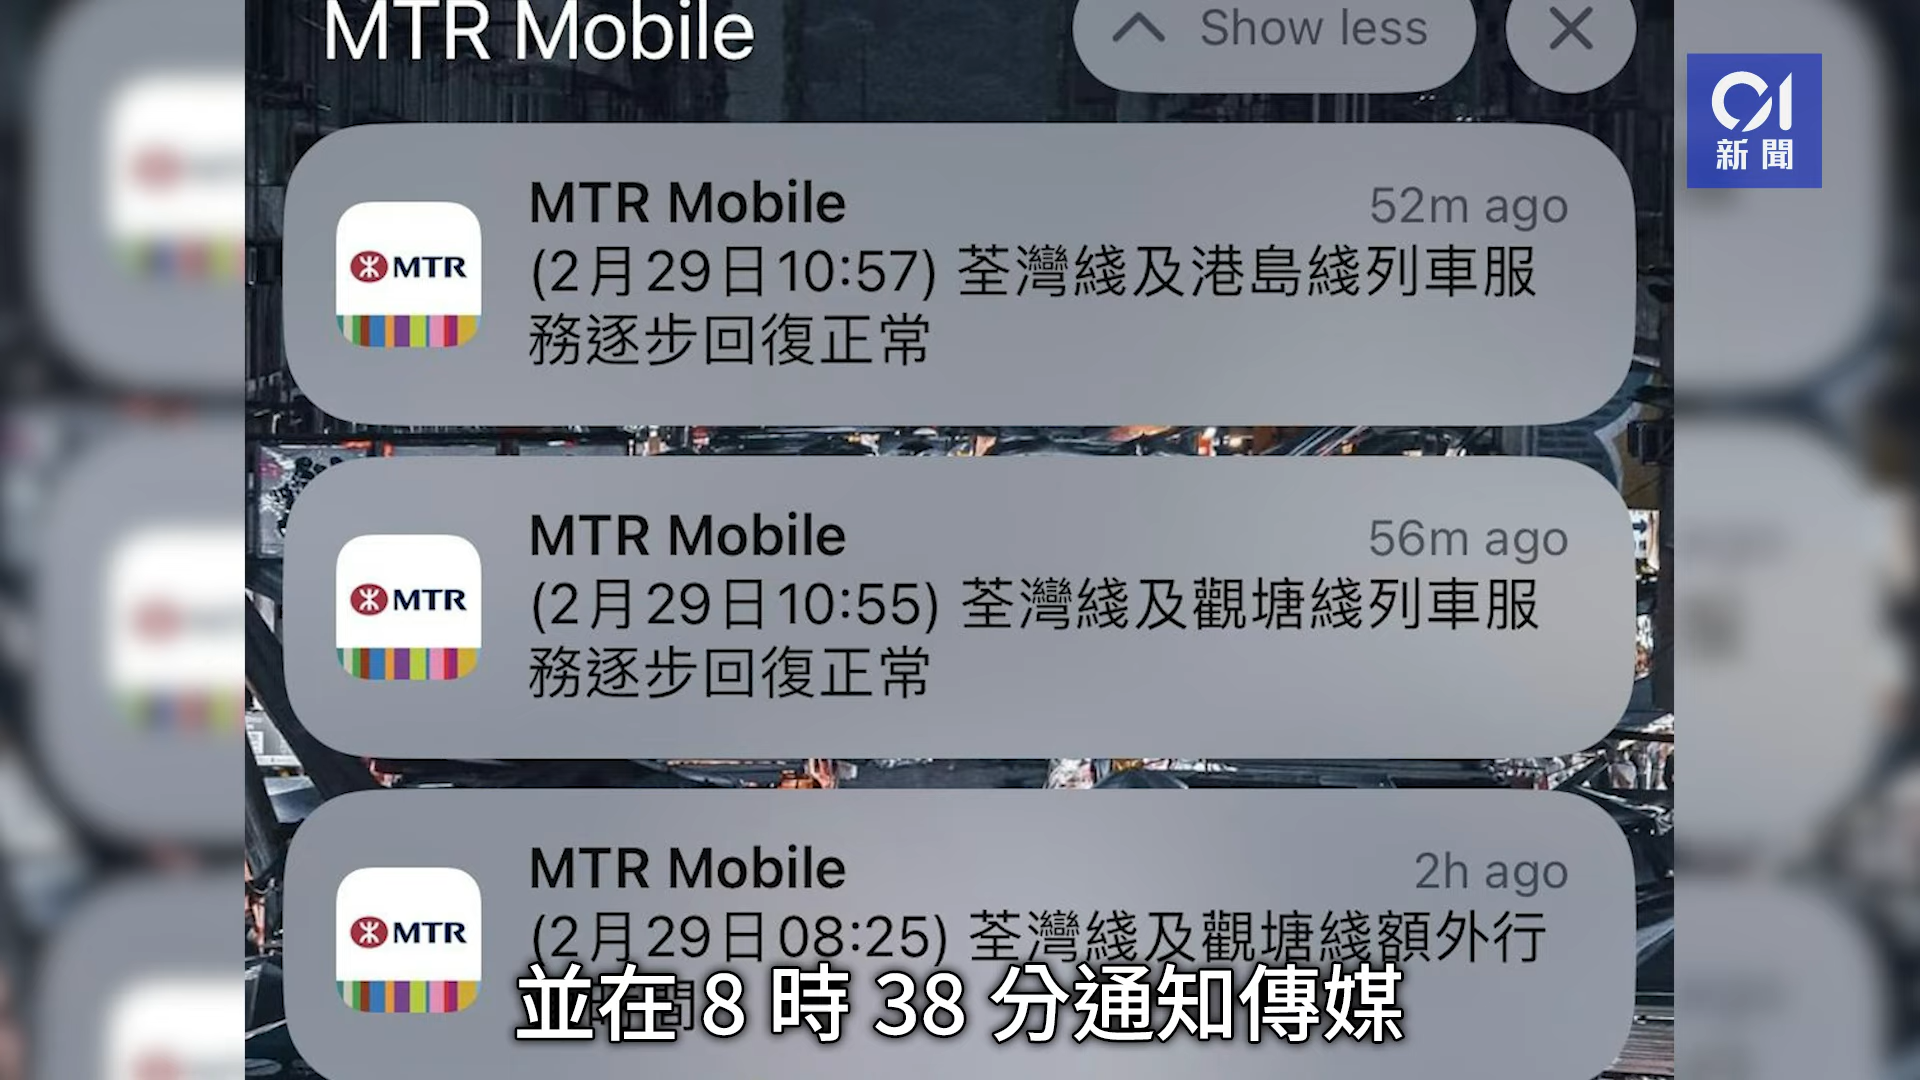 MTR Mobile
Show less
01
新聞
MTR Mobile
52m ago
MTR
(2月29日10:57) 荃灣綫及港島綫列車服
務逐步回復正常
MTR Mobile
56m ago
MTR
(2月29日10:55) 荃灣綫及觀塘綫列車服
務逐步回復正常
MTR Mobile
2h ago
MTR
(2月29日08:25) 荃灣綫及觀塘綫額外行
並在 8 時 38 分通知傳媒